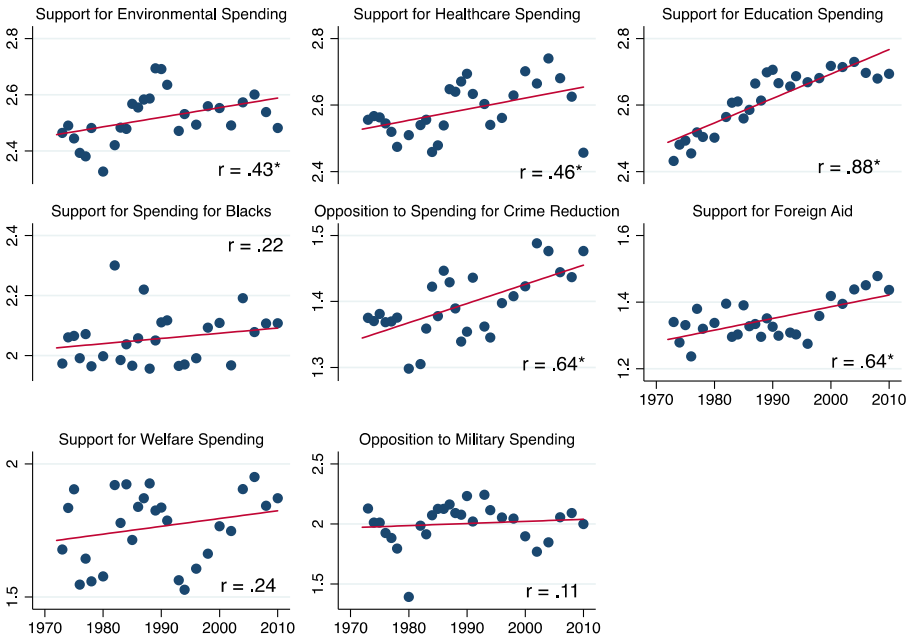 Support for Environmental Spending
2.8
2.6
2.4
r = .43*
Support for Healthcare Spending
2.8
2.6
2.4
r = .46*
Support for Education Spending
2.8
2.6
2.4
r = .88*
Support for Spending for Blacks
2.4
2.2
2
r = .22
Opposition to Spending for Crime Reduction
1.5
1.4
1.3
r = .64*
Support for Foreign Aid
1.6
1.4
1.2
r = .64*
1970 1980 1990 2000 2010
Support for Welfare Spending
2
1.5
r = .24
1970 1980 1990 2000 2010
Opposition to Military Spending
2.5
2
1.5
r = .11
1970 1980 1990 2000 2010